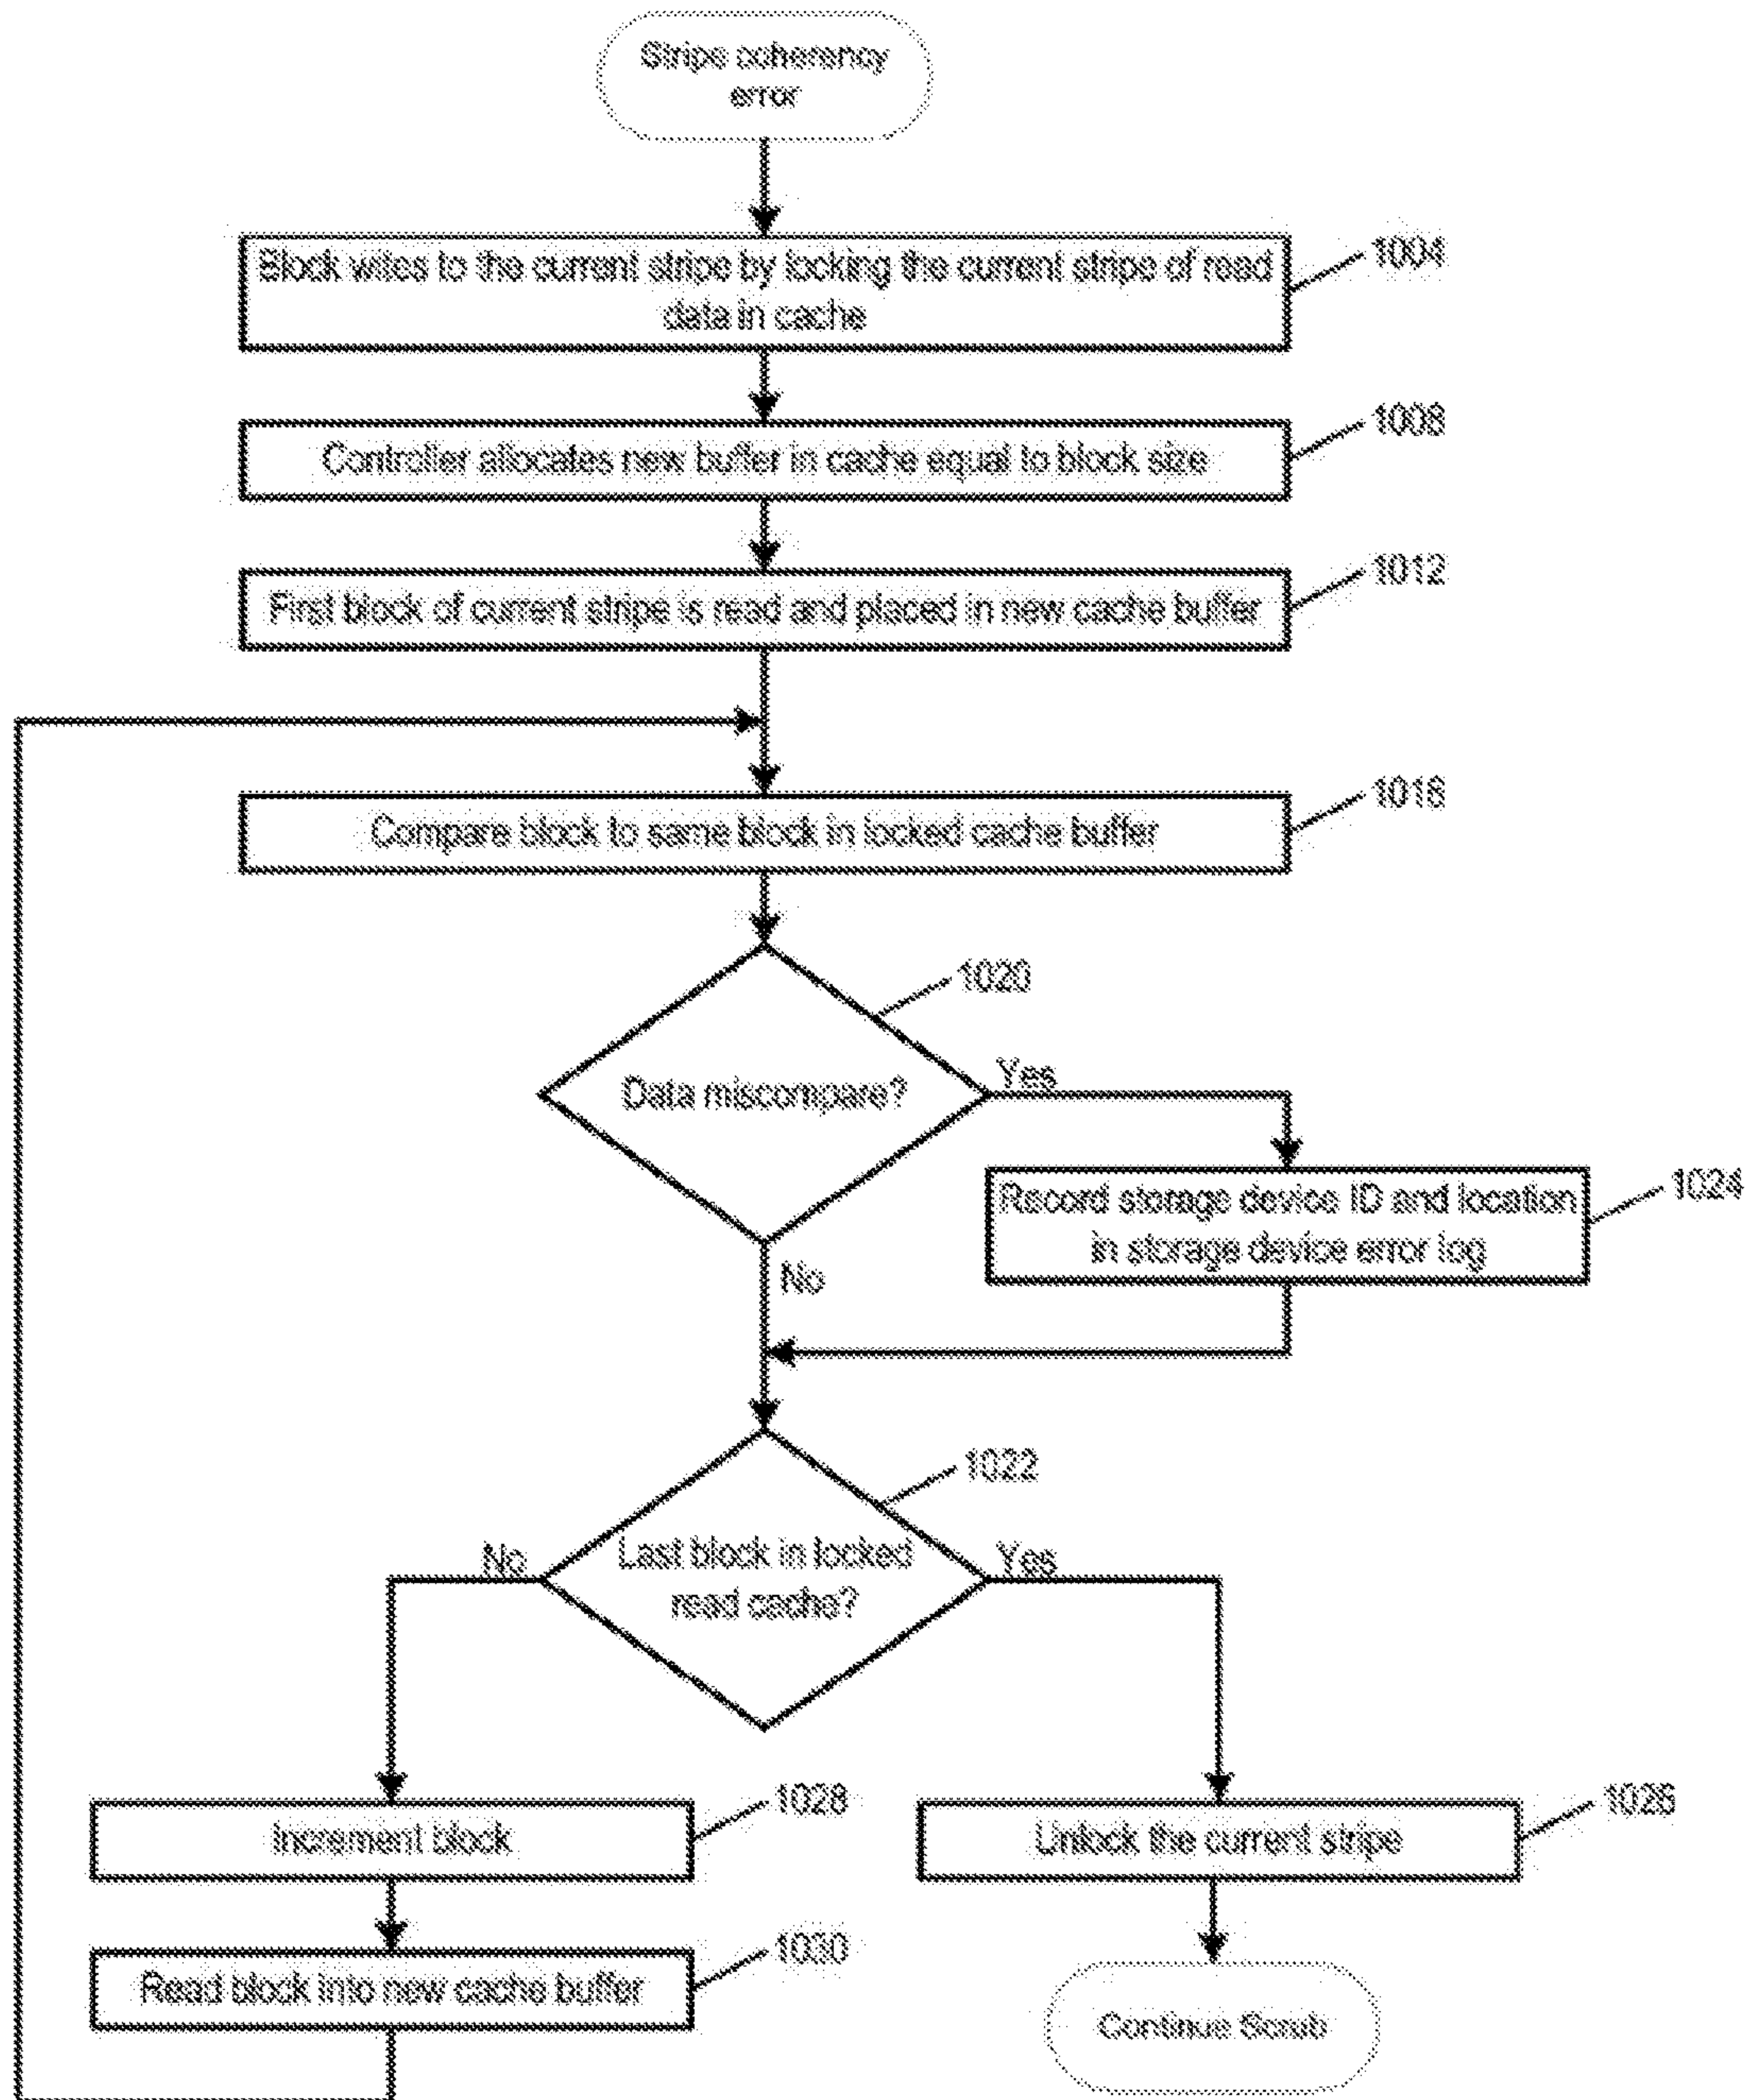 Stripe coherency
error
Block writes to the current stripe by locking the current stripe of read
data in cache
1004
Controller allocates new buffer in cache equal to block size
1008
First block of current stripe is read and placed in new cache buffer
1012
Compare block to same block in locked cache buffer
1016
1020
Data miscompare?
Yes
No
Record storage device ID and location
in storage device error log
1024
1022
Last block in locked
read cache?
No
Yes
Increment block
1028
Unlock the current stripe
1026
Read block into new cache buffer
1030
Continue Scrub